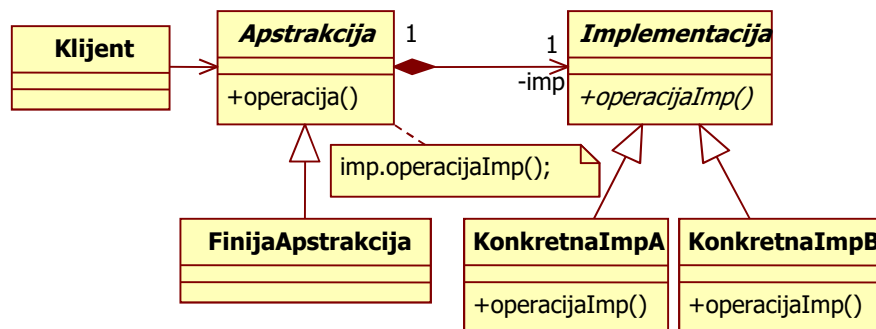 Klijent
Apstrakcija
+operacija()
1
1
-imp
Implementacija
+operacijaImp()
imp.operacijaImp();
FinijaApstrakcija
KonkretnaImpA
+operacijaImp()
KonkretnaImpB
+operacijaImp()